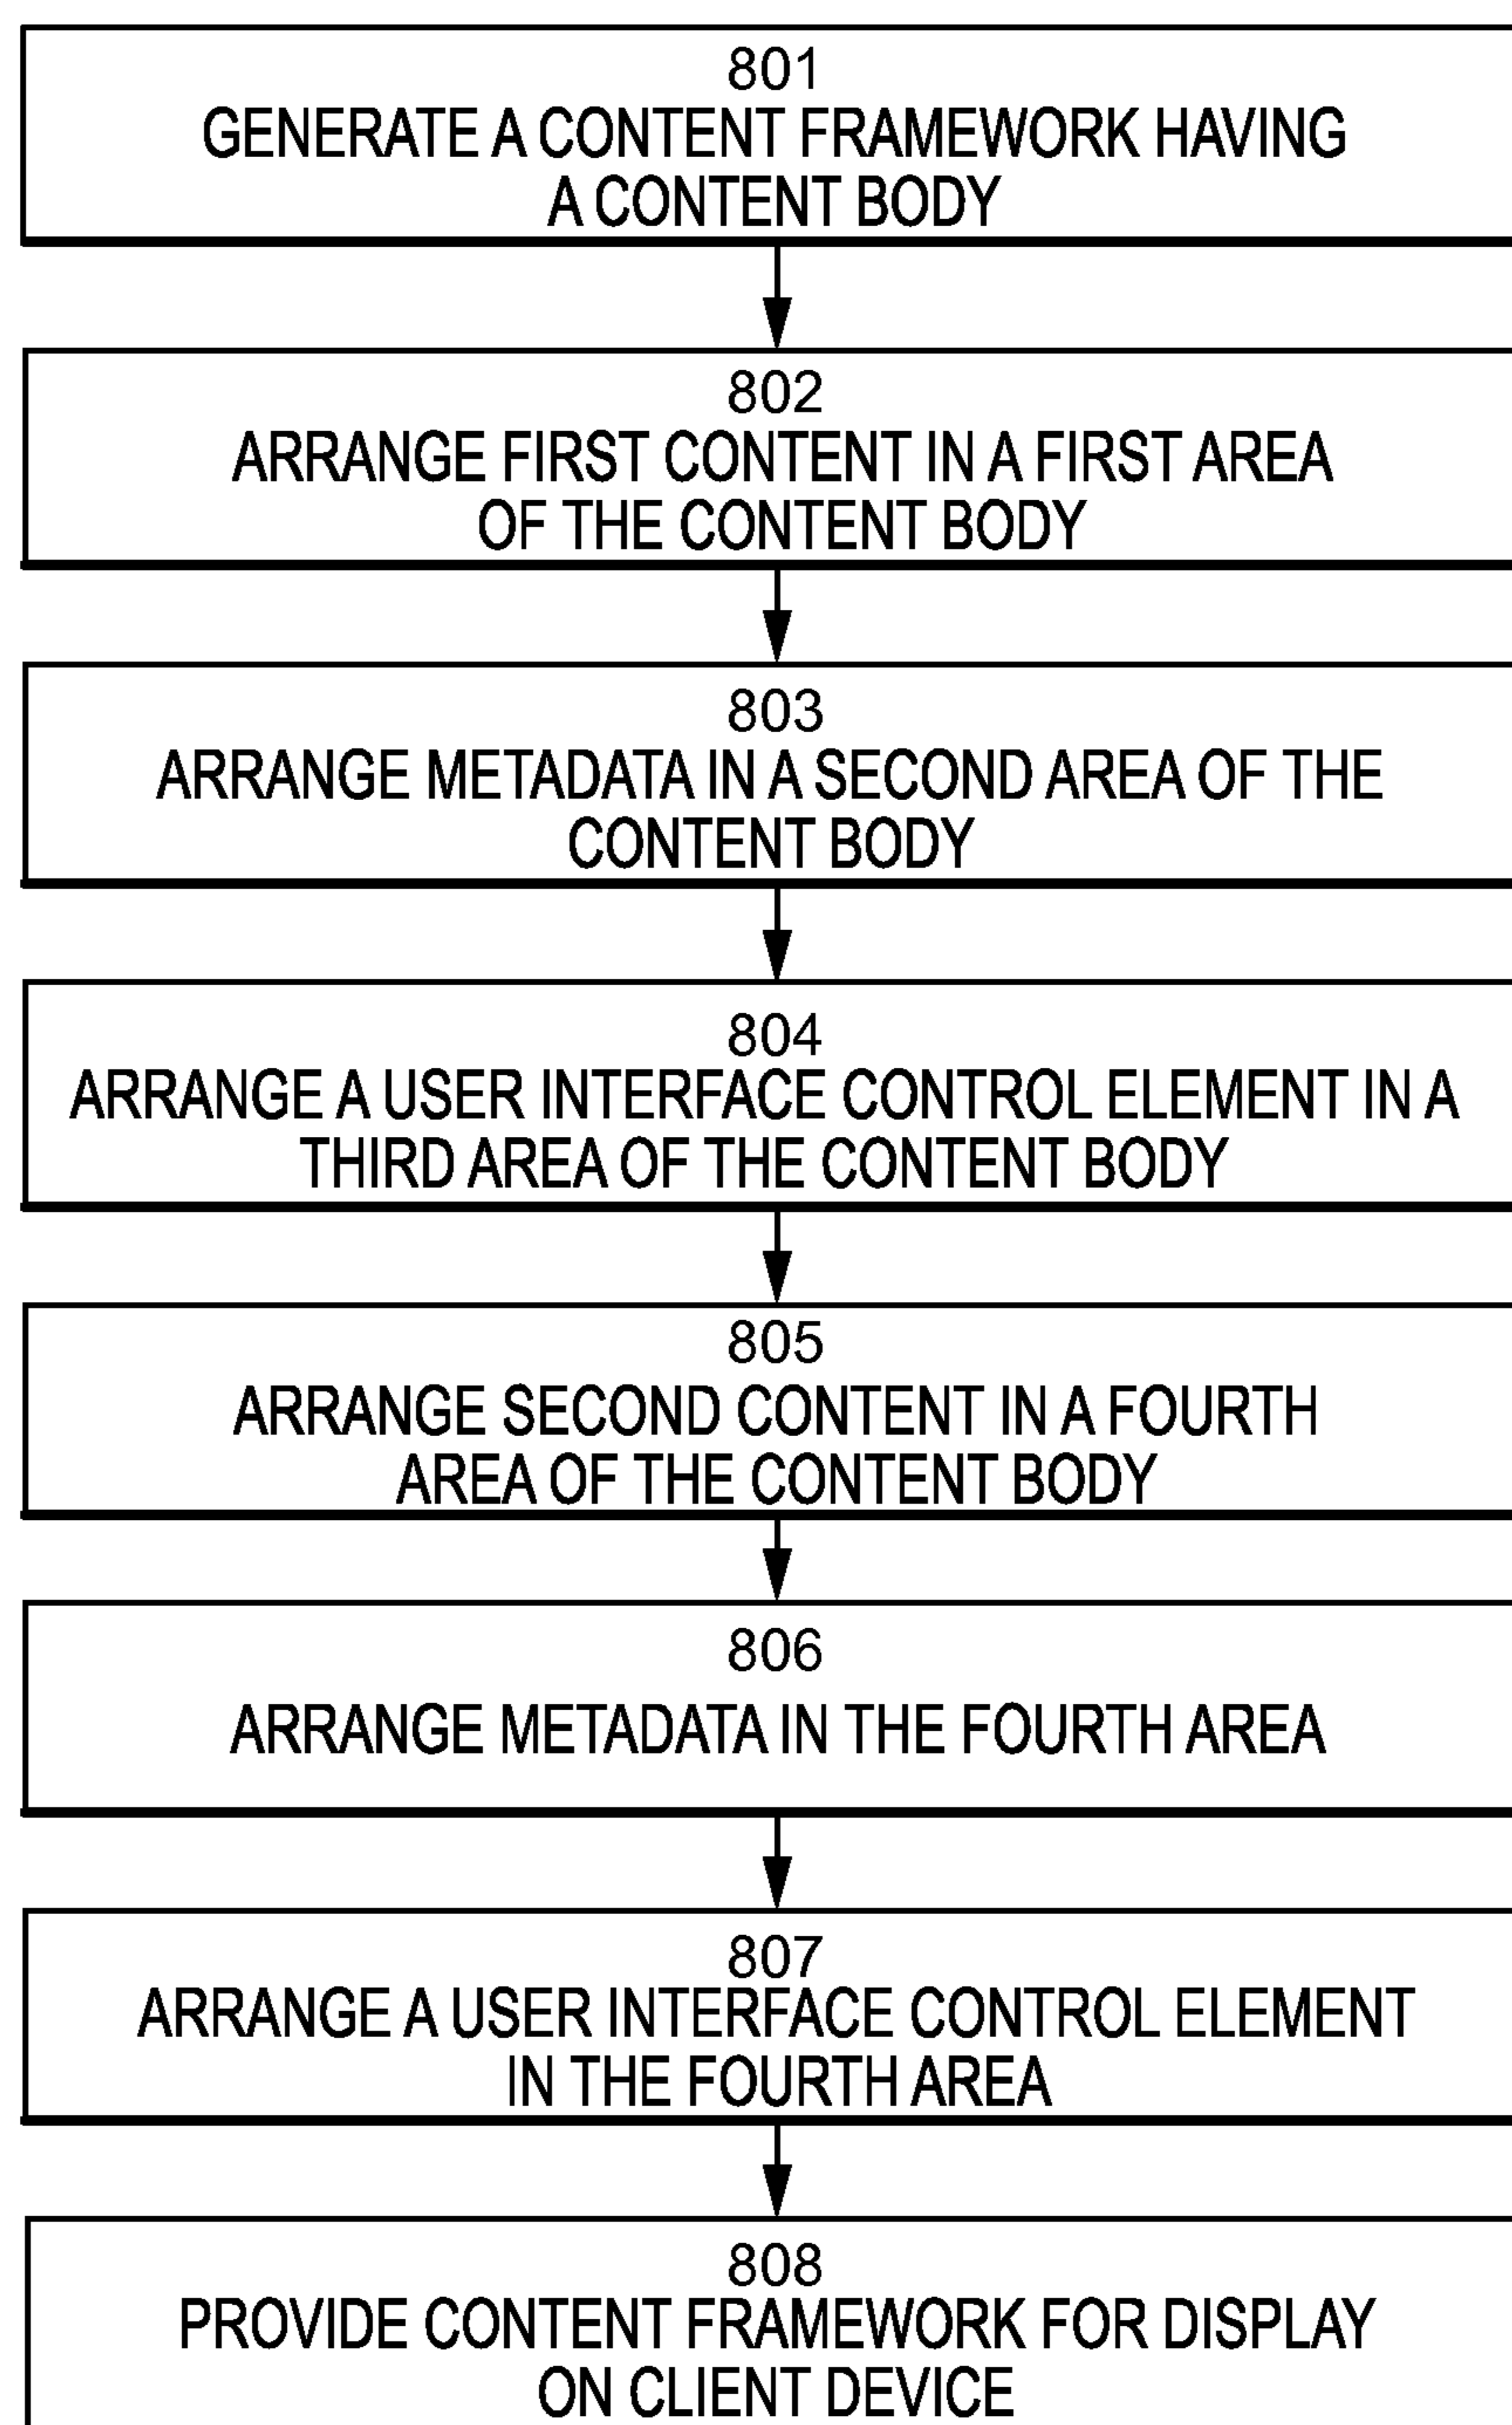 801
GENERATE A CONTENT FRAMEWORK HAVING
A CONTENT BODY
802
ARRANGE FIRST CONTENT IN A FIRST AREA
OF THE CONTENT BODY
803
ARRANGE METADATA IN A SECOND AREA OF THE
CONTENT BODY
804
ARRANGE A USER INTERFACE CONTROL ELEMENT IN A
THIRD AREA OF THE CONTENT BODY
805
ARRANGE SECOND CONTENT IN A FOURTH
AREA OF THE CONTENT BODY
806
ARRANGE METADATA IN THE FOURTH AREA
807
ARRANGE A USER INTERFACE CONTROL ELEMENT
IN THE FOURTH AREA
808
PROVIDE CONTENT FRAMEWORK FOR DISPLAY
ON CLIENT DEVICE